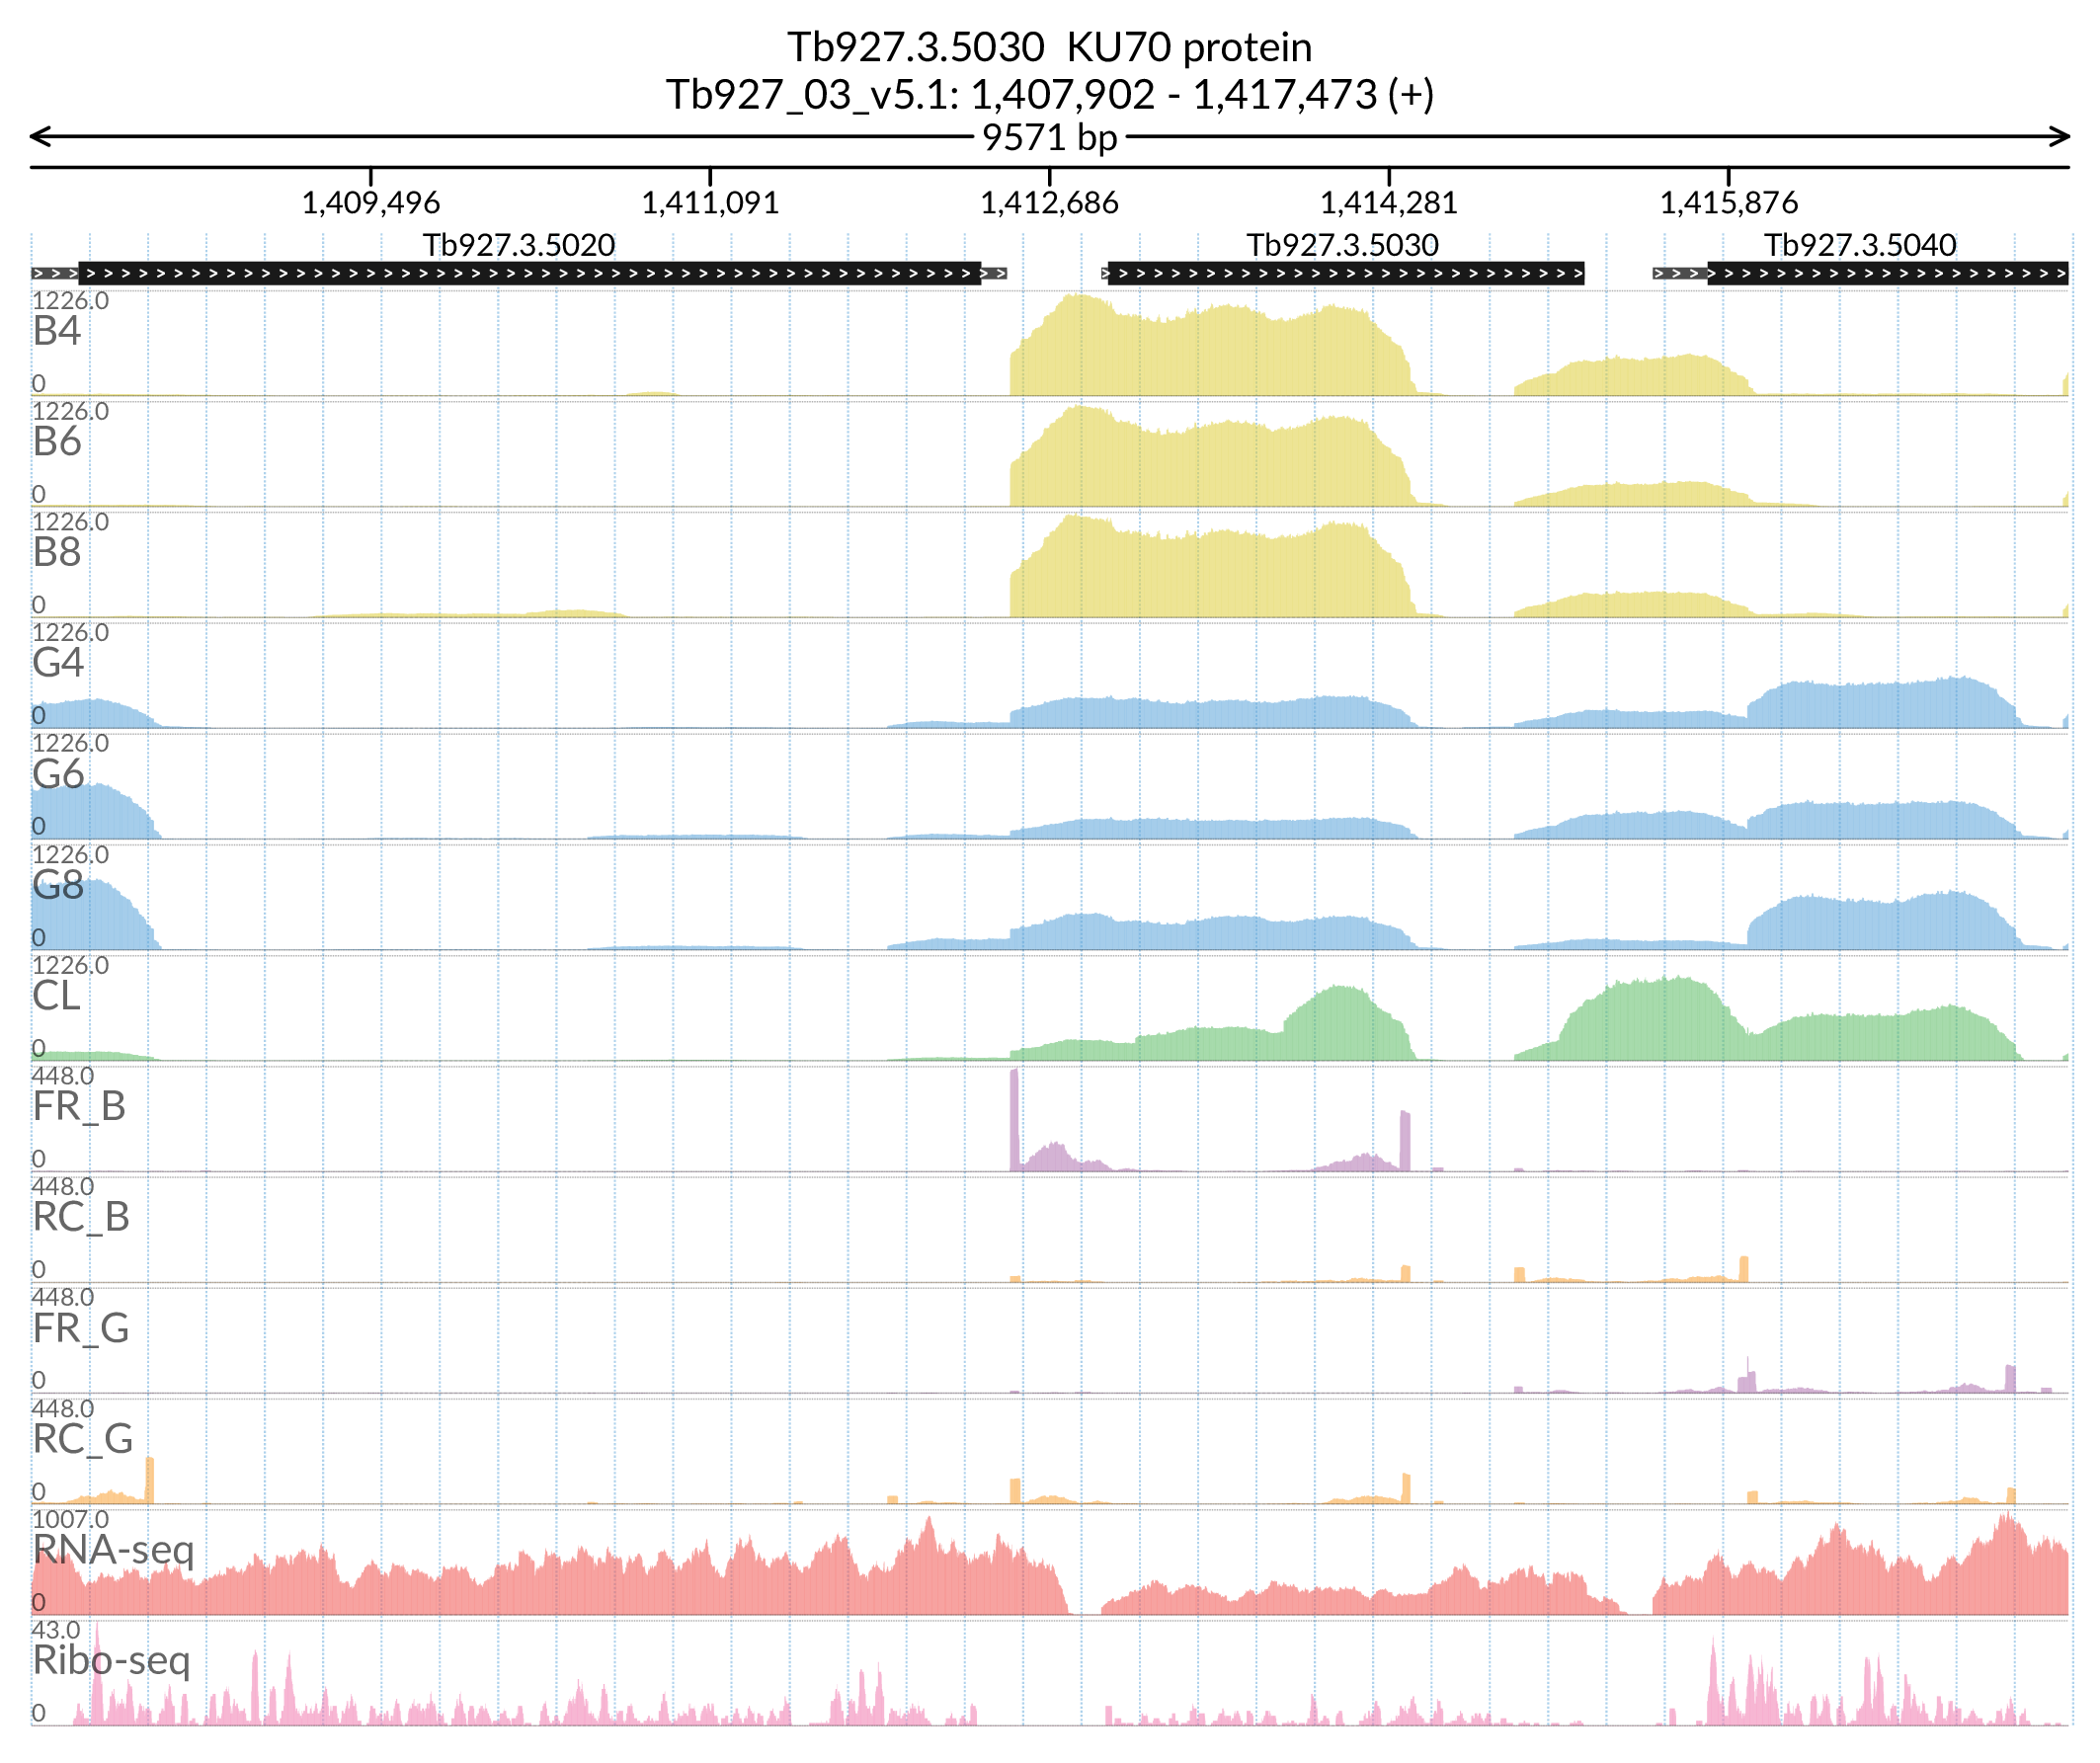 Tb927.3.5030  KU70 protein
Tb927_03_v5.1: 1,407,902 - 1,417,473 (+)
9571 bp
1,409,496 1,411,091 1,412,686 1,414,281 1,415,876
Tb927.3.5020 Tb927.3.5030 Tb927.3.5040
1226.0
B4
0
1226.0
B6
0
1226.0
B8
0
1226.0
G4
0
1226.0
G6
0
1226.0
G8
0
1226.0
CL
0
448.0
FR_B
0
448.0
RC_B
0
448.0
FR_G
0
448.0
RC_G
0
1007.0
RNA-seq
0
43.0
Ribo-seq
0